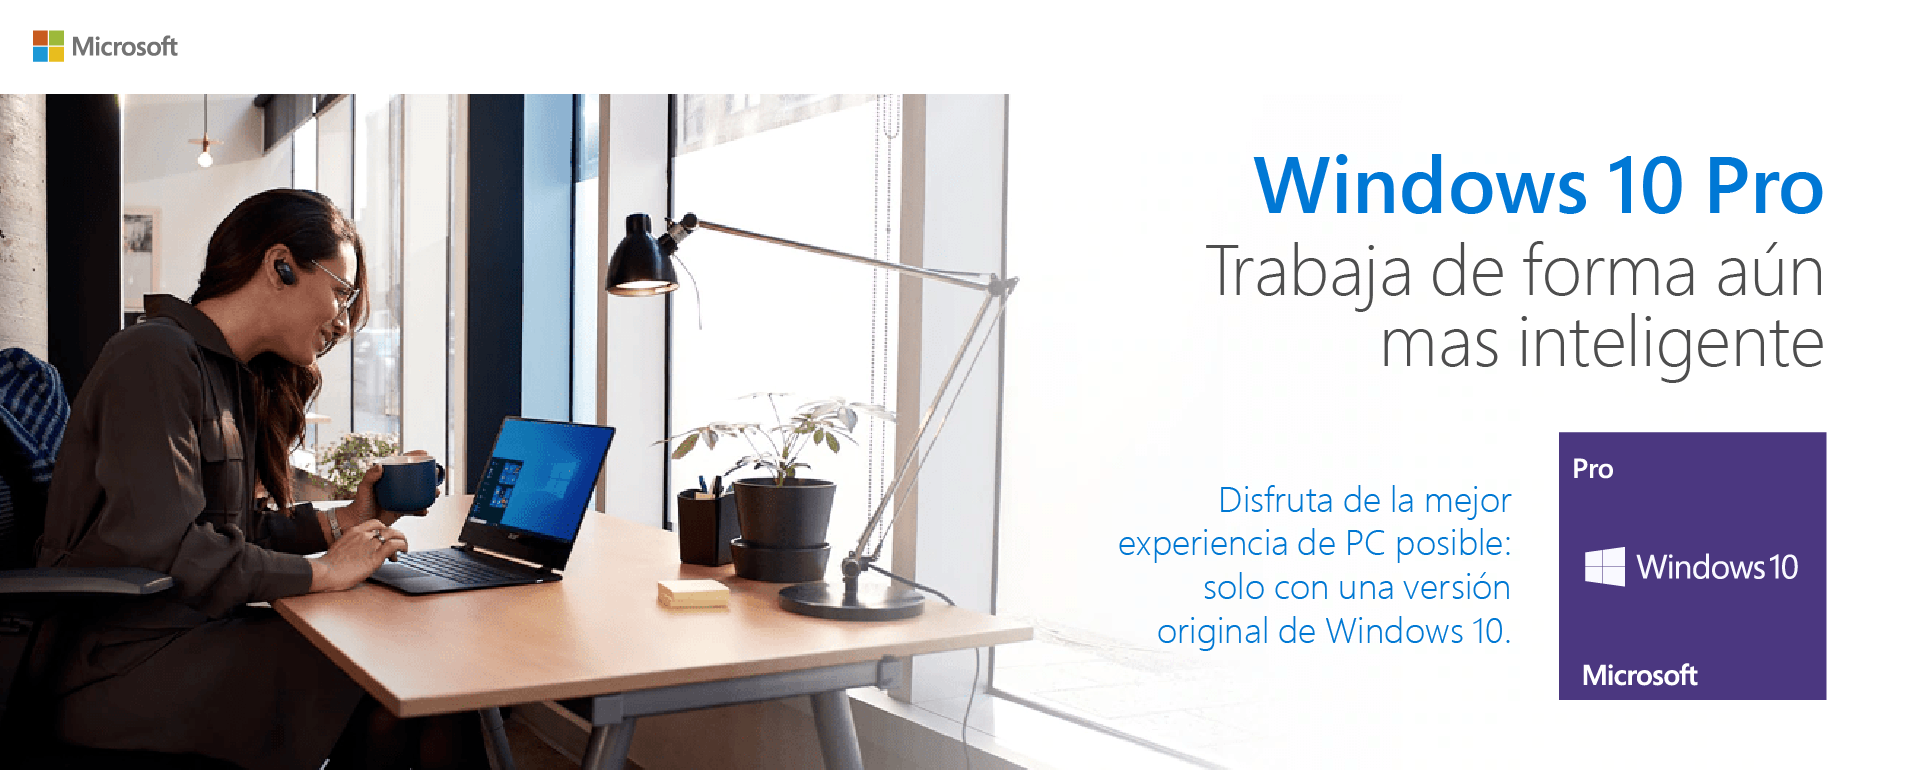 Microsoft
Windows 10 Pro
Trabaja de forma aún
mas inteligente
Disfruta de la mejor
experiencia de PC posible:
solo con una versión
original de Windows 10.
Pro
Windows 10
Microsoft